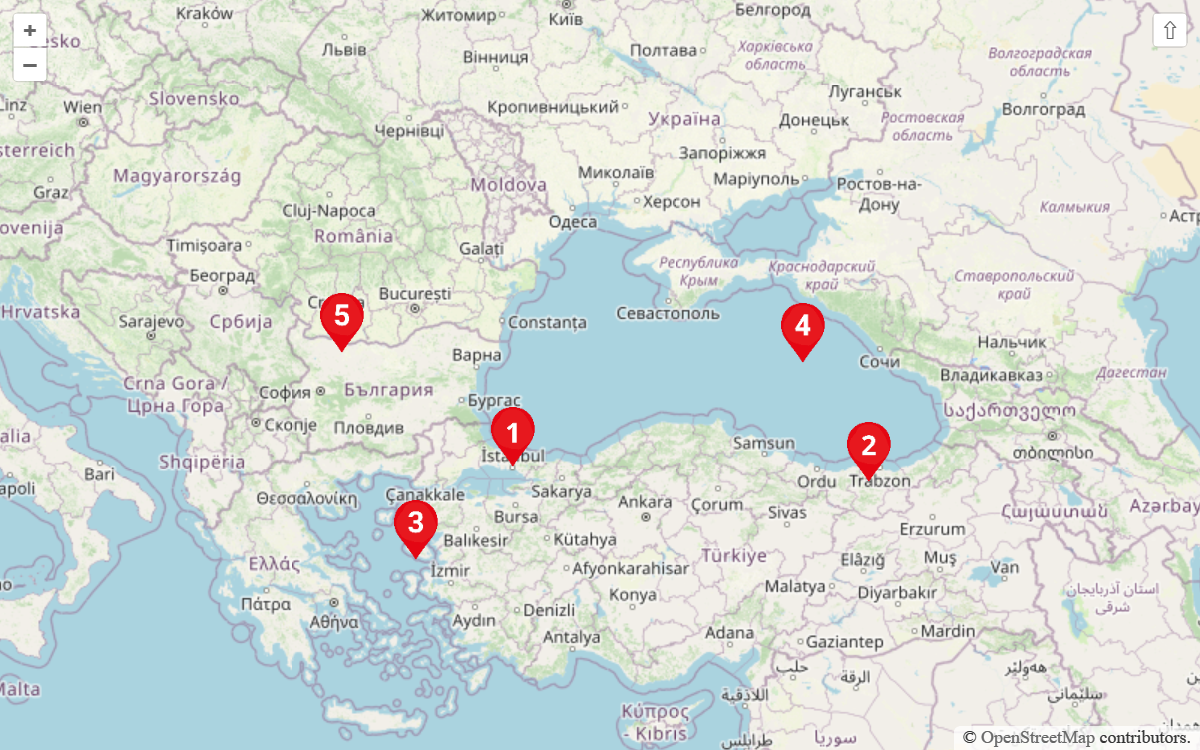 Kraków
Житомир
Київ
Белгород
Česko
Львів
Вінниця
Полтава
Харківська
область
Волгоградская
область
Linz
Wien
Slovensko
Кропивницький
Луганськ
Волгоград
Чернівці
Україна
Донецьк
Ростовская
область
Österreich
Magyarország
Запоріжжя
Graz
Moldova
Миколаїв
Маріуполь
Ростов-на-
Дону
Cluj-Napoca
Херсон
Калмыкия
Slovenija
Одеса
România
Timișoara
Galați
Београд
București
Республика
Крым
Краснодарский
край
Ставропольский
край
Hrvatska
Sarajevo
Србија
5
Constanța
Севастополь
4
Варна
Сочи
Нальчик
Crna Gora /
Црна Гора
София
България
Владикавказ
Дагестан
Бургас
Скопје
Пловдив
საქართველო
1
Shqipëria
İstanbul
Samsun
2
თბილისი
Bari
Θεσσαλονίκη
Çanakkale
Sakarya
Ankara
Çorum
Ordu
Trabzon
Հայաստան
Azərbay
Bursa
Sivas
3
Balıkesir
Kütahya
Erzurum
Ελλάς
Türkiye
İzmir
Afyonkarahisar
Elâzığ
Muş
Van
Πάτρα
Αθήνα
Konya
Malatya
Diyarbakır
استان آذربایجان
شرقی
Aydın
Denizli
Antalya
Adana
Gaziantep
Mardin
حلب
الرقة
ھەولێر
Malta
اللاذقية
سلێمانی
Κύπρος
- Kıbrıs
طرابلس
سوريا
© OpenStreetMap contributors.